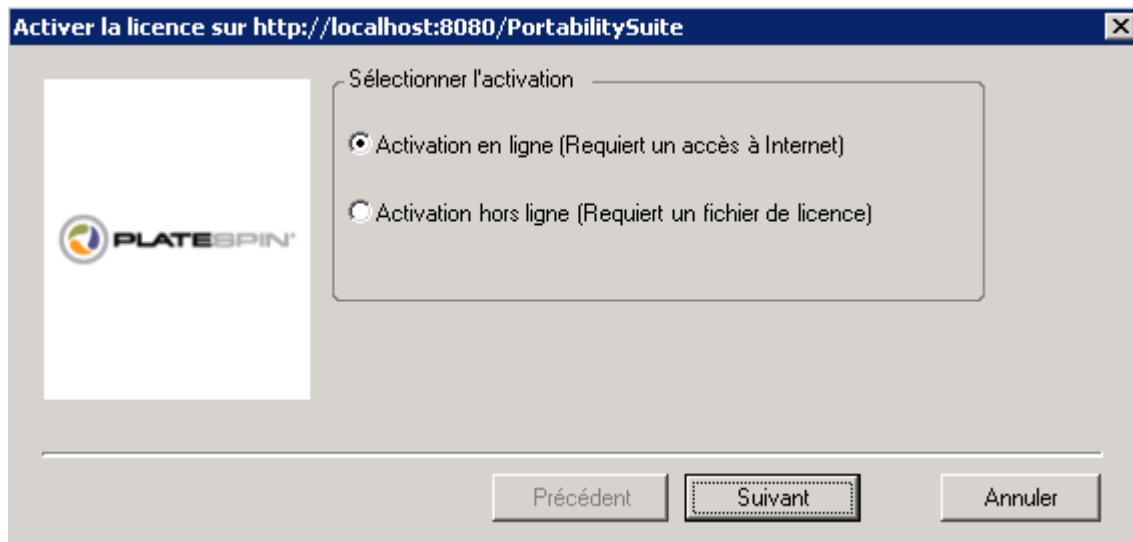 Activer la licence sur http://localhost:8080/PortabilitySuite
Sélectionner l'activation
Activation en ligne (Requiert un accès à Internet)
Activation hors ligne (Requiert un fichier de licence)
PLATESPIN
Précédent
Suivant
Annuler